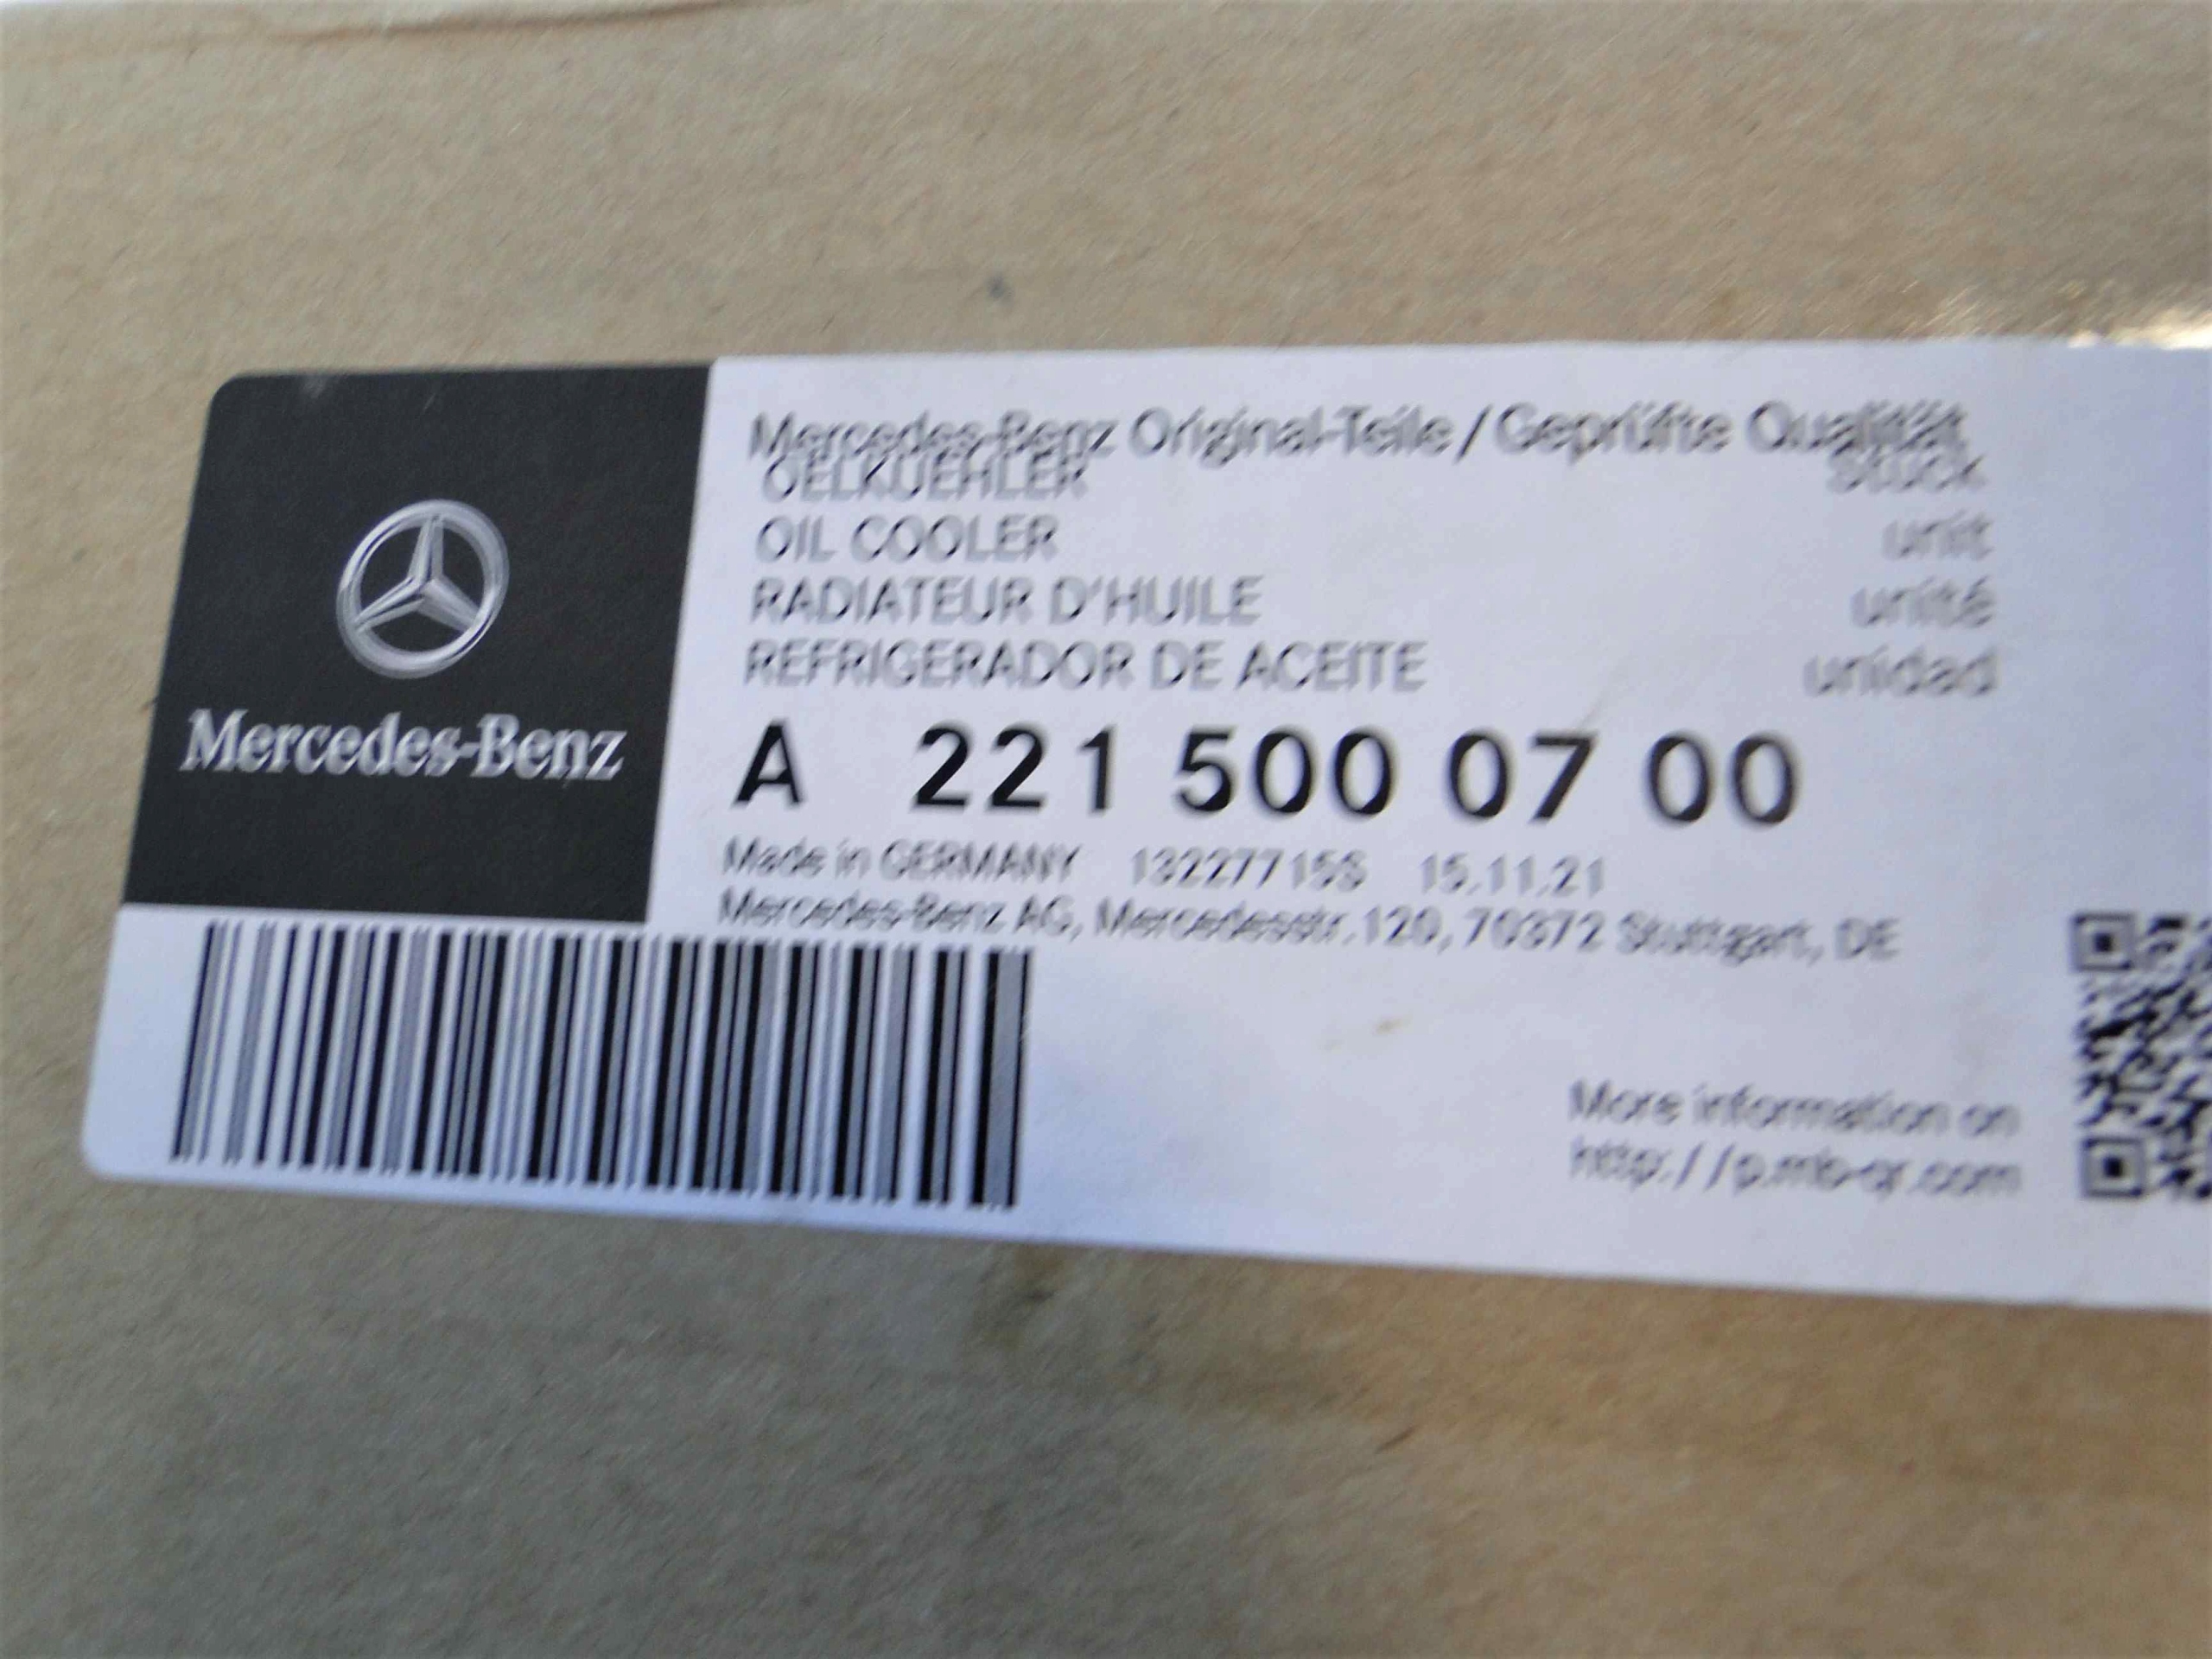 Mercedes-Benz
Mercedes-Benz Original-Teile / Geprüfte Qualität
OELKUEHLER Stück
OIL COOLER unit
RADIATEUR D'HUILE unité
REFRIGERADOR DE ACEITE unidad
A 221 500 07 00
Made in GERMANY 15.11.21
Mercedes-Benz AG, Mercedesstr.120, 70372 Stuttgart, DE
More information on
http://p.mb-qr.com